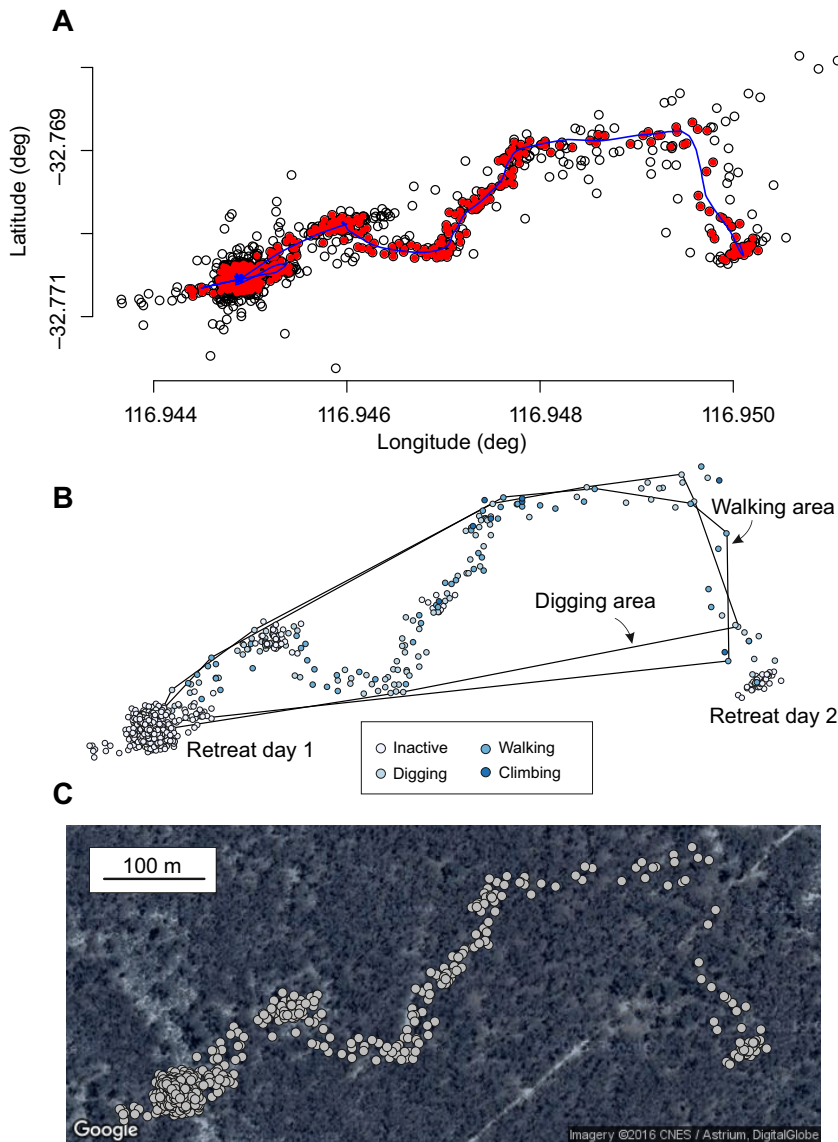 A
Latitude (deg)
–32.769
–32.771
116.944
116.946
116.948
116.950
Longitude (deg)
B
Walking area
Digging area
Retreat day 1
Retreat day 2
Inactive
Walking
Digging
Climbing
C
100 m
Google
Imagery ©2016 CNES / Astrium, DigitalGlobe